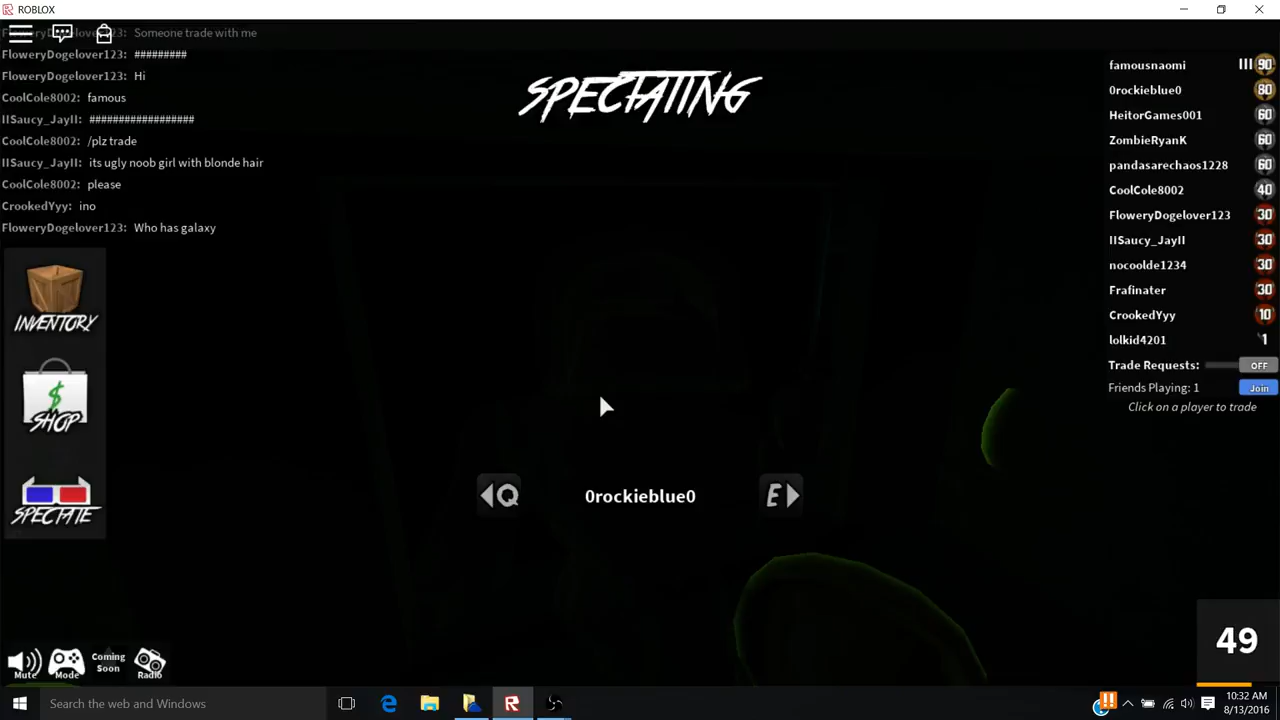 ROBLOX
FloweryDogelover123: Someone trade with me
FloweryDogelover123: #########
FloweryDogelover123: Hi
CoolCole8002: famous
IISaucy_JayII: ##################
CoolCole8002: /plz trade
IISaucy_JayII: its ugly noob girl with blonde hair
CoolCole8002: please
CrookedYyy: ino
FloweryDogelover123: Who has galaxy
SPECTATING
famousnaomi III 90
0rockieblue0 80
HeitorGames001 60
ZombieRyanK 60
pandasarechaos1228 60
CoolCole8002 40
FloweryDogelover123 30
IISaucy_JayII 30
nocoolde1234 30
Frafinater 30
CrookedYyy 10
lolkid4201 1
Trade Requests: OFF
Friends Playing: 1 Join
Click on a player to trade
INVENTORY
$
SHOP
SPECTATE
Q 0rockieblue0 E
49
Mute
Mode
Coming
Soon
Radio
Search the web and Windows
10:32 AM
8/13/2016